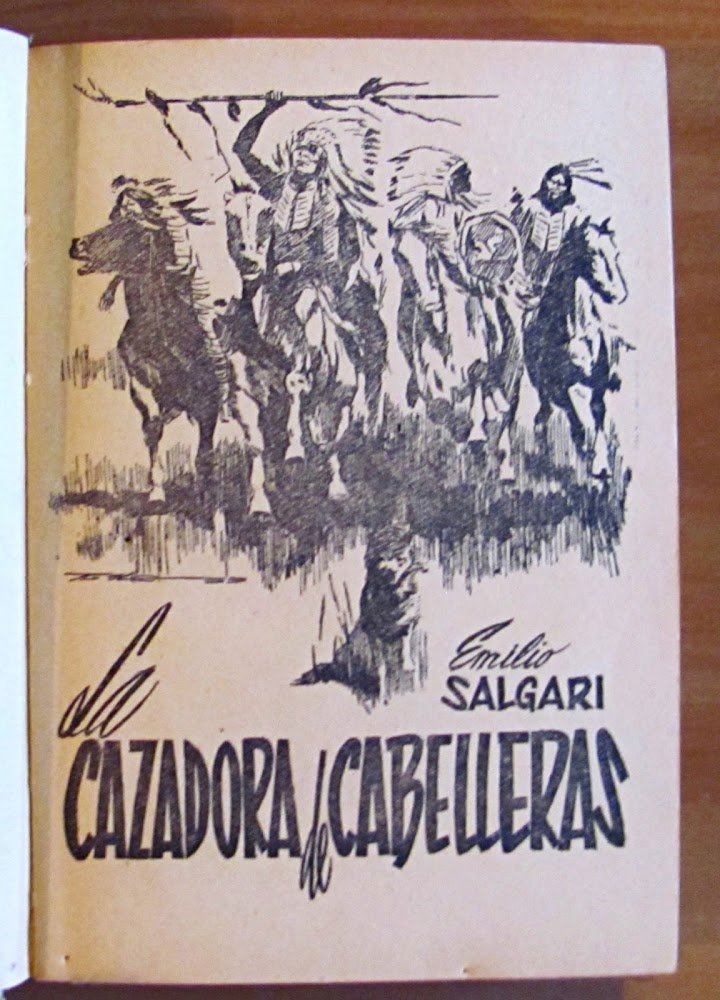 Emilio
SALGARI
La
CAZADORA de CABELLERAS